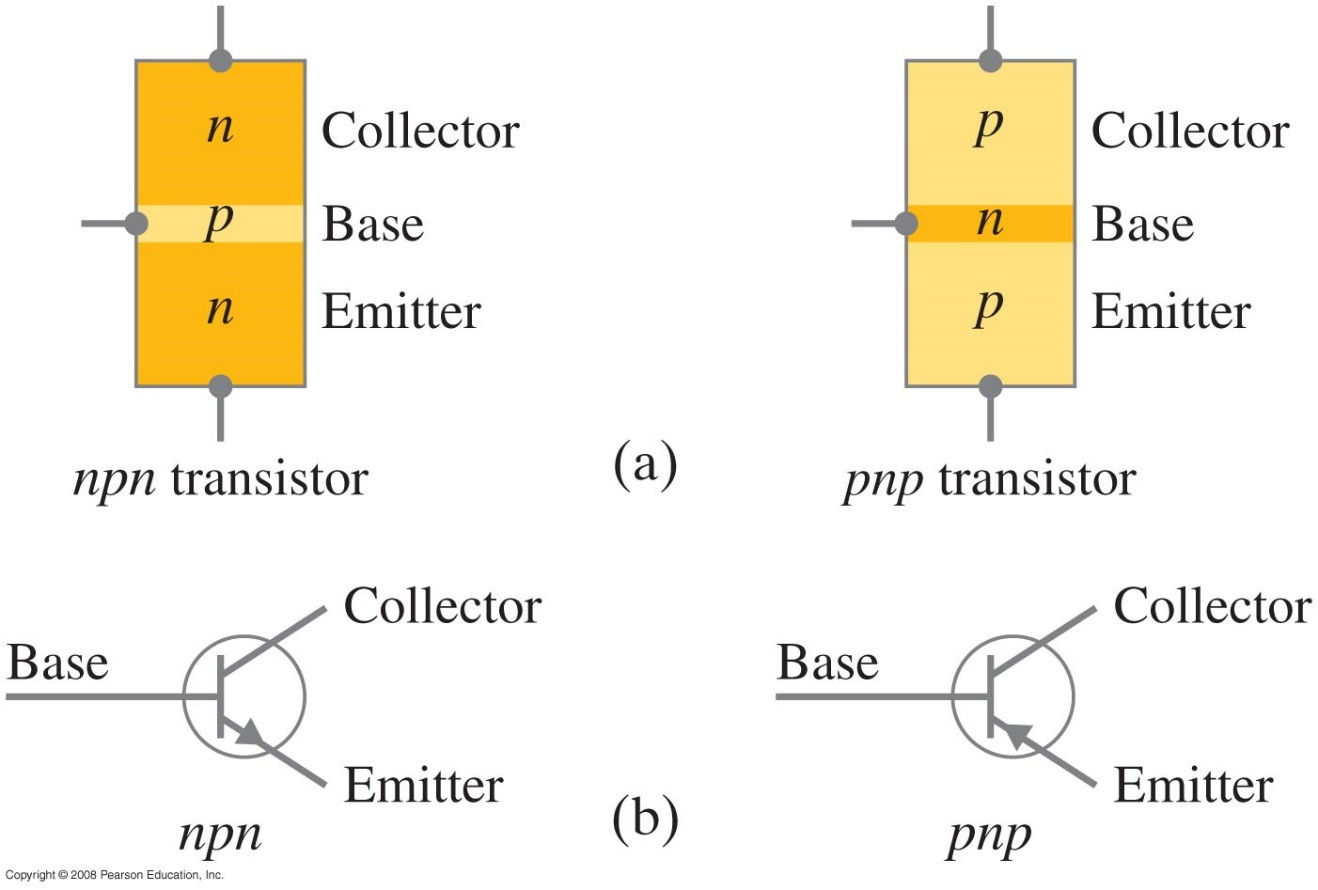 n
Collector
p
Base
n
Emitter
npn transistor
(a)
p
Collector
n
Base
p
Emitter
pnp transistor
Base
Collector
Emitter
npn
(b)
Base
Collector
Emitter
pnp
Copyright © 2008 Pearson Education, Inc.